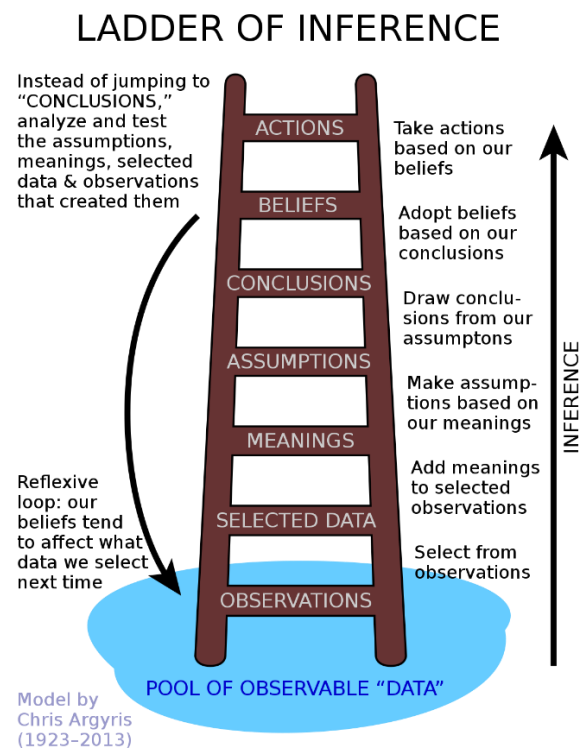 LADDER OF INFERENCE
Instead of jumping to
“CONCLUSIONS,”
analyze and test
the assumptions,
meanings, selected
data & observations
that created them
ACTIONS
BELIEFS
CONCLUSIONS
ASSUMPTIONS
MEANINGS
SELECTED DATA
OBSERVATIONS
Take actions
based on our
beliefs
Adopt beliefs
based on our
conclusions
Draw conclu-
sions from our
assumptons
Make assump-
tions based on
our meanings
Add meanings
to selected
observations
Select from
observations
INFERENCE
Reflexive
loop: our
beliefs tend
to affect what
data we select
next time
POOL OF OBSERVABLE “DATA”
Model by
Chris Argyris
(1923–2013)